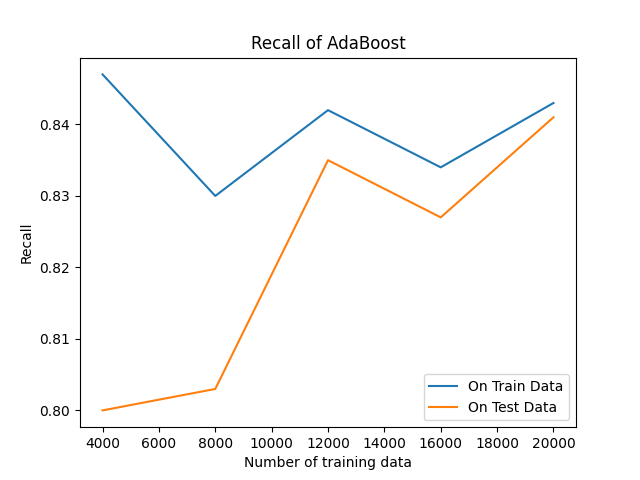 Recall of AdaBoost
Recall
0.84
0.83
0.82
0.81
0.80
4000 6000 8000 10000 12000 14000 16000 18000 20000
Number of training data
On Train Data
On Test Data